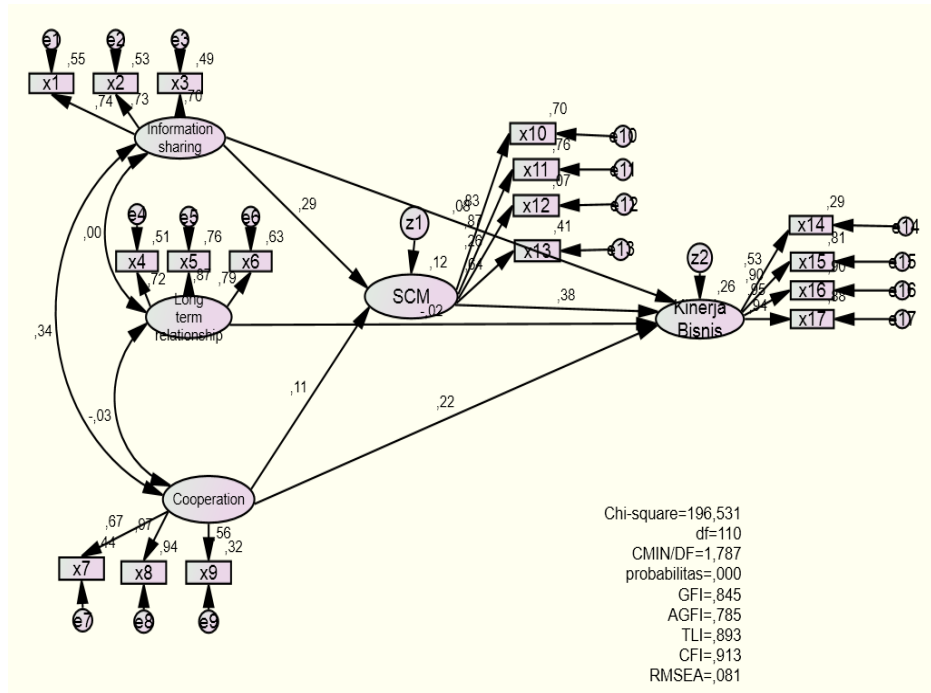 e1
e2
e3
,55
,53
,49
x1
x2
x3
,74
,73
,70
Information
sharing
,70
x10
e10
,76
x11
e11
,07
x12
e12
,41
x13
e13
,83
,08
,87
,26
,64
,29
z1
,12
SCM
-,02
,00
e4
e5
e6
,51
,76
,63
x4
x5
x6
,72
,87
,79
Long
term
relationship
,34
-,03
,29
x14
e14
,81
x15
e15
,90
x16
e16
,88
x17
e17
,53
,90
,95
,94
z2
,26
,38
Kinerja
Bisnis
,11
,22
Cooperation
,67
,97
,56
,44
,94
,32
x7
x8
x9
e7
e8
e9
Chi-square=196,531
df=110
CMIN/DF=1,787
probabilitas=,000
GFI=,845
AGFI=,785
TLI=,893
CFI=,913
RMSEA=,081